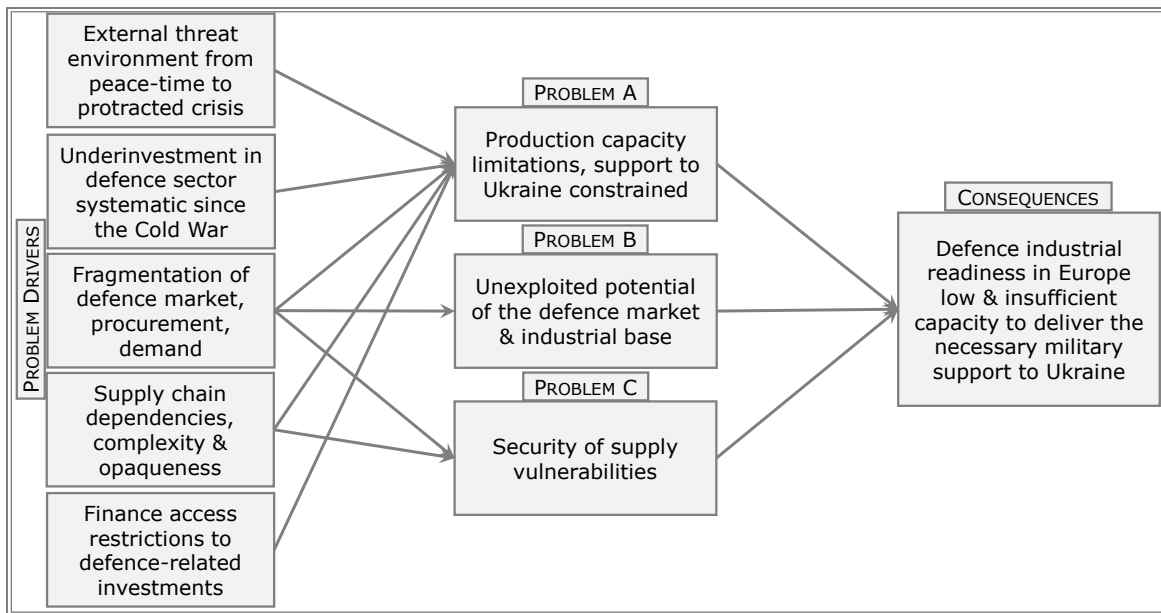 PROBLEM DRIVERS
External threat
environment from
peace-time to
protracted crisis
Underinvestment in
defence sector
systematic since
the Cold War
Fragmentation of
defence market,
procurement,
demand
Supply chain
dependencies,
complexity &
opaqueness
Finance access
restrictions to
defence-related
investments
PROBLEM A
Production capacity
limitations, support to
Ukraine constrained
PROBLEM B
Unexploited potential
of the defence market
& industrial base
PROBLEM C
Security of supply
vulnerabilities
CONSEQUENCES
Defence industrial
readiness in Europe
low & insufficient
capacity to deliver the
necessary military
support to Ukraine